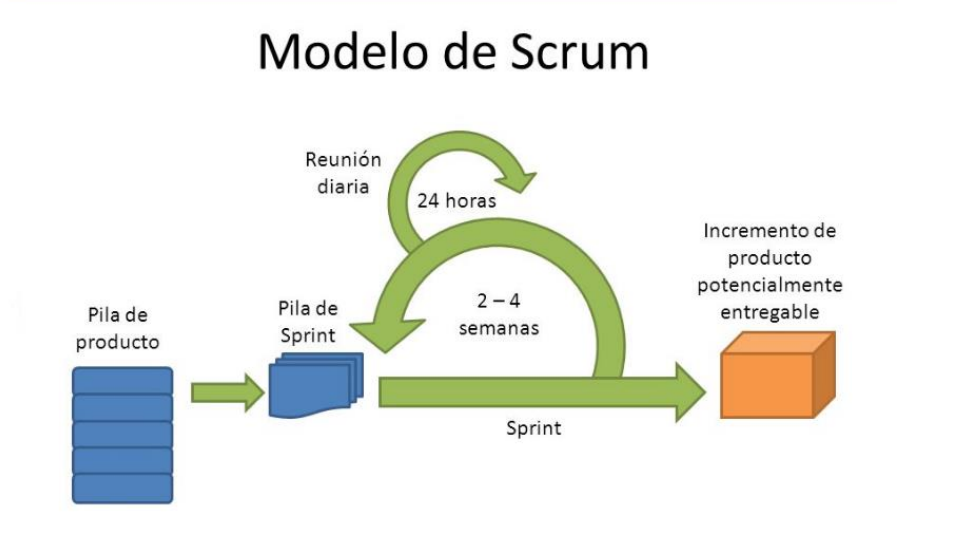 Modelo de Scrum
Reunión
diaria
24 horas
Incremento de
producto
potencialmente
entregable
2 – 4
semanas
Pila de
Sprint
Pila de
producto
Sprint